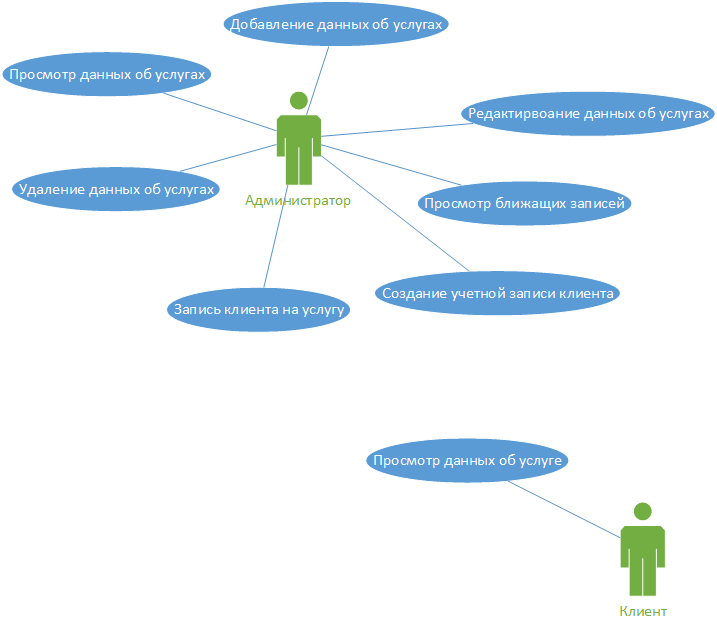 Добавление данных об услугах
Просмотр данных об услугах
Редактирвоание данных об услугах
Удаление данных об услугах
Администратор
Просмотр ближащих записей
Создание учетной записи клиента
Запись клиента на услугу
Просмотр данных об услуге
Клиент